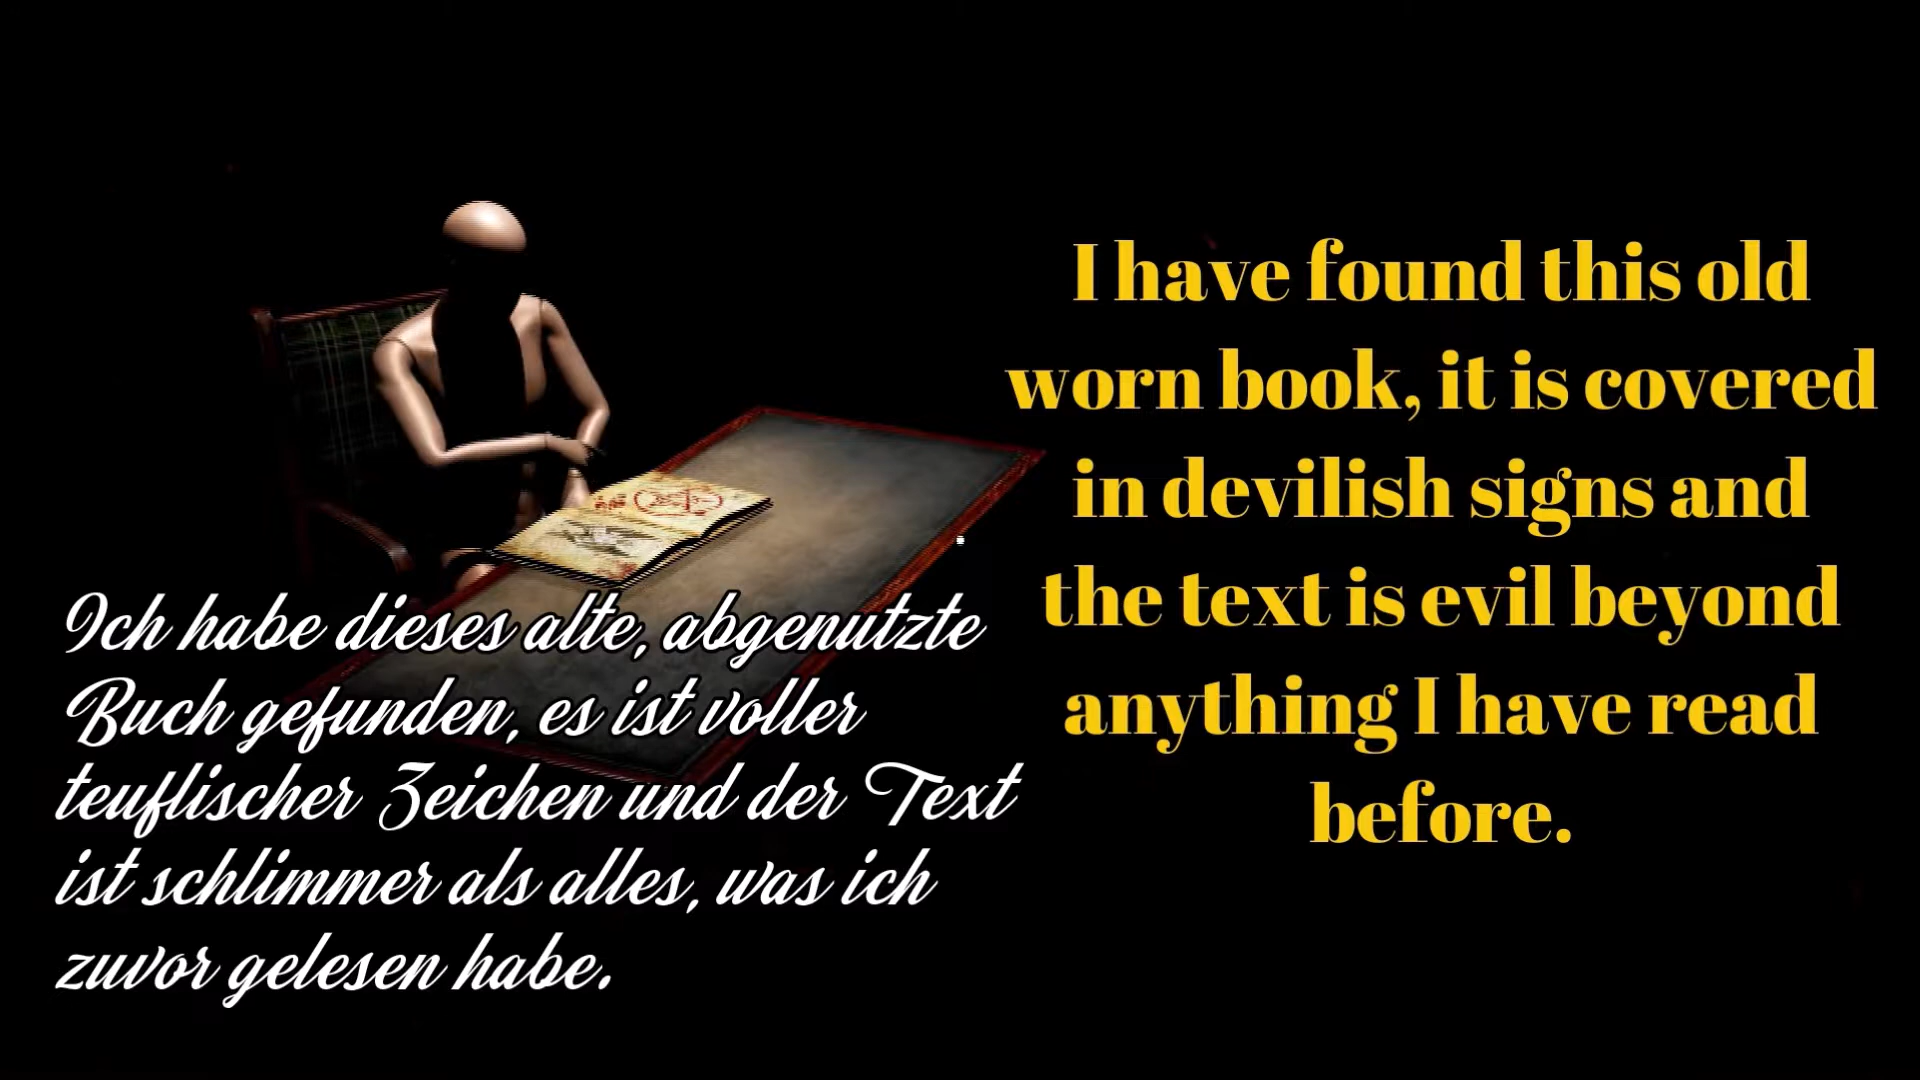 I have found this old
worn book, it is covered
in devilish signs and
the text is evil beyond
anything I have read
before.
Ich habe dieses alte, abgenutzte
Buch gefunden, es ist voller
teuflischer Zeichen und der Text
ist schlimmer als alles, was ich
zuvor gelesen habe.